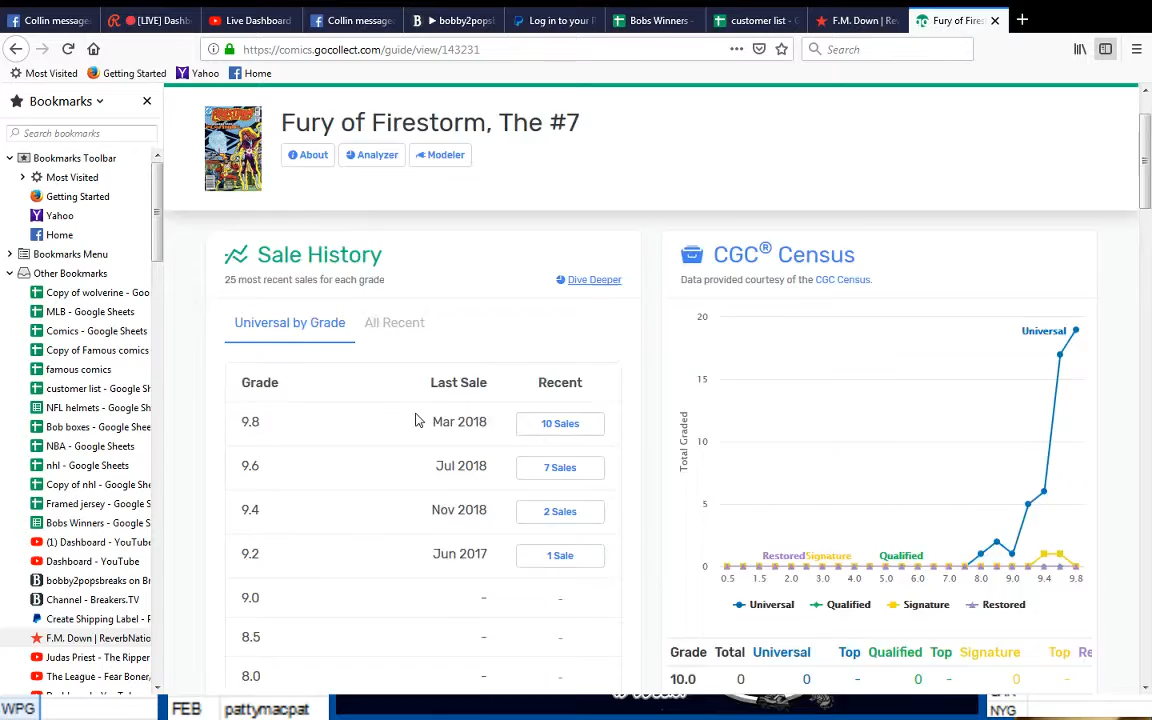 Collin message
[LIVE] Dashb
Live Dashboard
Collin message
bobby2pops
Log in to your P
Bobs Winners -
customer list - G
F.M. Down | Rev
Fury of Fires
https://comics.gocollect.com/guide/view/143231
Search
Most Visited
Getting Started
Yahoo
Home
Bookmarks
Search bookmarks
Bookmarks Toolbar
Most Visited
Getting Started
Yahoo
Home
Bookmarks Menu
Other Bookmarks
Copy of wolverine - Goo
MLB - Google Sheets
Comics - Google Sheets
Copy of Famous comics
famous comics
customer list - Google Sh
NFL helmets - Google Sh
Bob boxes - Google Shee
NBA - Google Sheets
nhl - Google Sheets
Copy of nhl - Google Sh
Framed jersey - Google S
Bobs Winners - Google S
(1) Dashboard - YouTube
Dashboard - YouTube
bobby2popsbreaks on Br
Channel - Breakers.TV
Create Shipping Label - P
F.M. Down | ReverbNatio
Judas Priest - The Ripper
The League - Fear Boner/
Fury of Firestorm, The #7
About
Analyzer
Modeler
Sale History
25 most recent sales for each grade
Dive Deeper
Universal by Grade
All Recent
Grade Last Sale Recent
9.8 Mar 2018 10 Sales
9.6 Jul 2018 7 Sales
9.4 Nov 2018 2 Sales
9.2 Jun 2017 1 Sale
9.0 - -
8.5 - -
8.0 - -
CGC® Census
Data provided courtesy of the CGC Census.
Universal
20
15
10
5
0
Total Graded
Restored Signature Qualified
0.5 1.5 2.0 3.0 4.0 5.0 6.0 7.0 8.0 9.0 9.4 9.8
Universal Qualified Signature Restored
Grade Total Universal Top Qualified Top Signature Top Re
10.0 0 0 - 0 - 0 -
WPG
FEB
pattymacpat
NYG